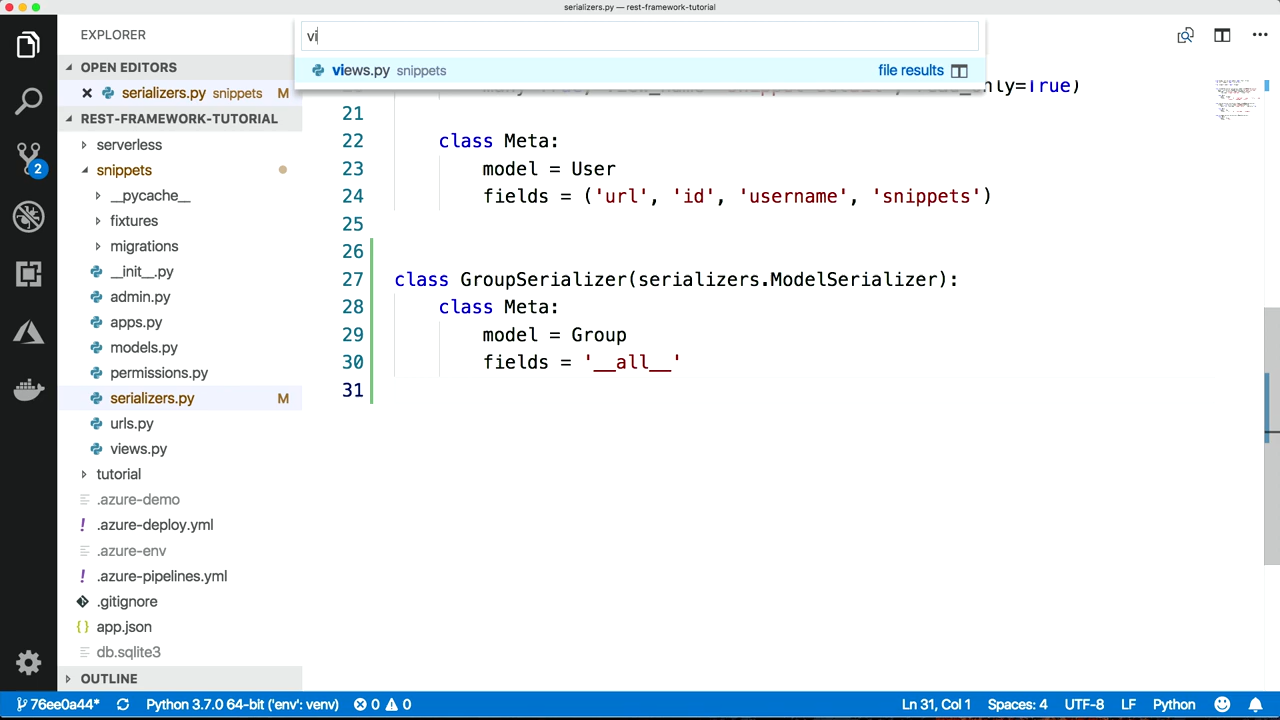 serializers.py — rest-framework-tutorial
EXPLORER
OPEN EDITORS
serializers.py snippets M
REST-FRAMEWORK-TUTORIAL
serverless
snippets
__pycache__
fixtures
migrations
__init__.py
admin.py
apps.py
models.py
permissions.py
serializers.py M
urls.py
views.py
tutorial
.azure-demo
.azure-deploy.yml
.azure-env
.azure-pipelines.yml
.gitignore
app.json
db.sqlite3
OUTLINE
2
vi
views.py snippets file results
only=True)
21
22 class Meta:
23 model = User
24 fields = ('url', 'id', 'username', 'snippets')
25
26
27 class GroupSerializer(serializers.ModelSerializer):
28 class Meta:
29 model = Group
30 fields = '__all__'
31
76ee0a44* Python 3.7.0 64-bit ('env': venv) 0 0 Ln 31, Col 1 Spaces: 4 UTF-8 LF Python